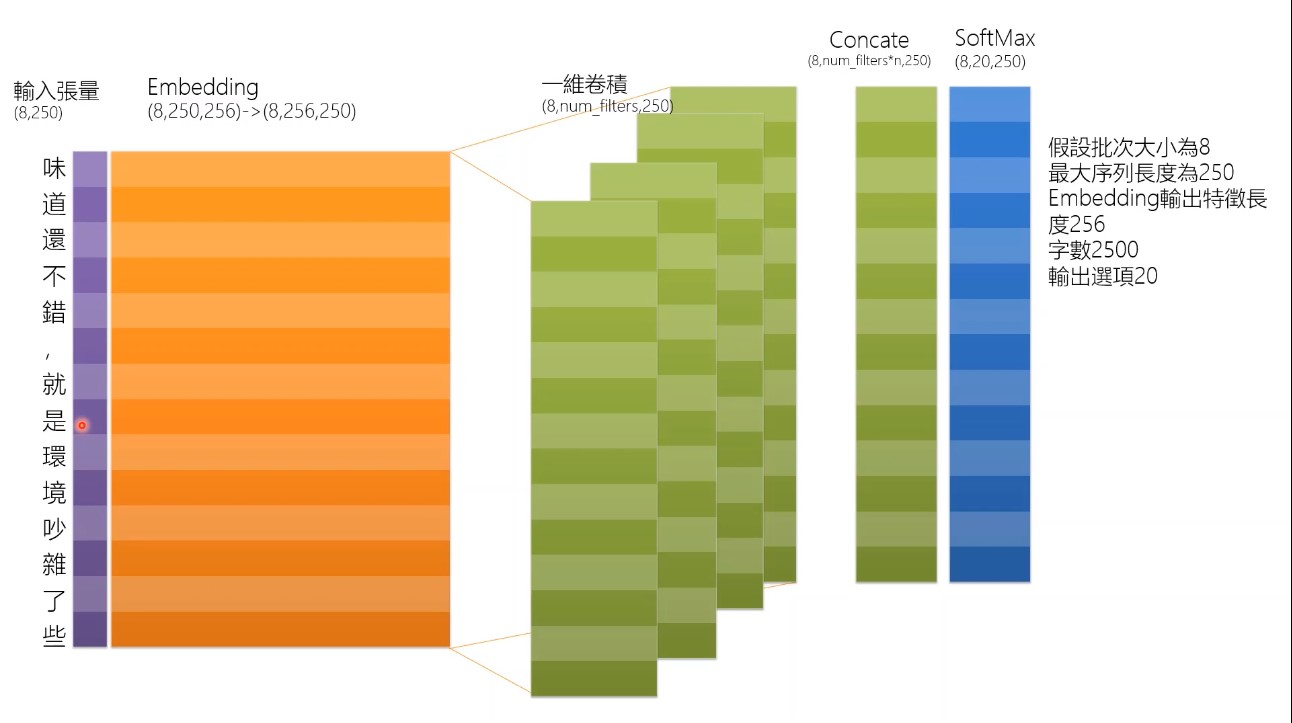 輸入張量
(8,250)
Embedding
(8,250,256)->(8,256,250)
一維卷積
(8,num_filters,250)
Concate
(8,num_filters*n,250)
SoftMax
(8,20,250)
味
道
還
不
錯
,
就
是
環
境
吵
雜
了
些
假設批次大小為8
最大序列長度為250
Embedding輸出特徵長
度256
字數2500
輸出選項20